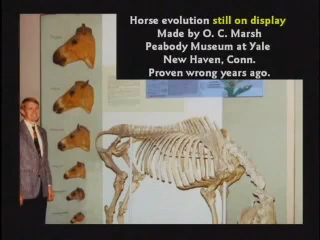 Horse evolution still on display
Made by O. C. Marsh
Peabody Museum at Yale
New Haven, Conn.
Proven wrong years ago.